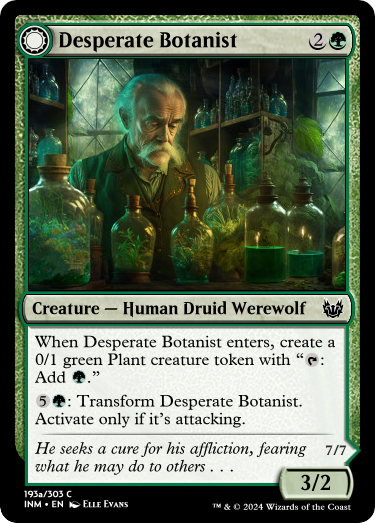 Desperate Botanist 2
Creature — Human Druid Werewolf
When Desperate Botanist enters, create a
0/1 green Plant creature token with “:
Add .”
5: Transform Desperate Botanist.
Activate only if it’s attacking.
He seeks a cure for his affliction, fearing 7/7
what he may do to others . . .
3/2
193a/303 C
INM • EN Elle Evans ™ & © 2024 Wizards of the Coast